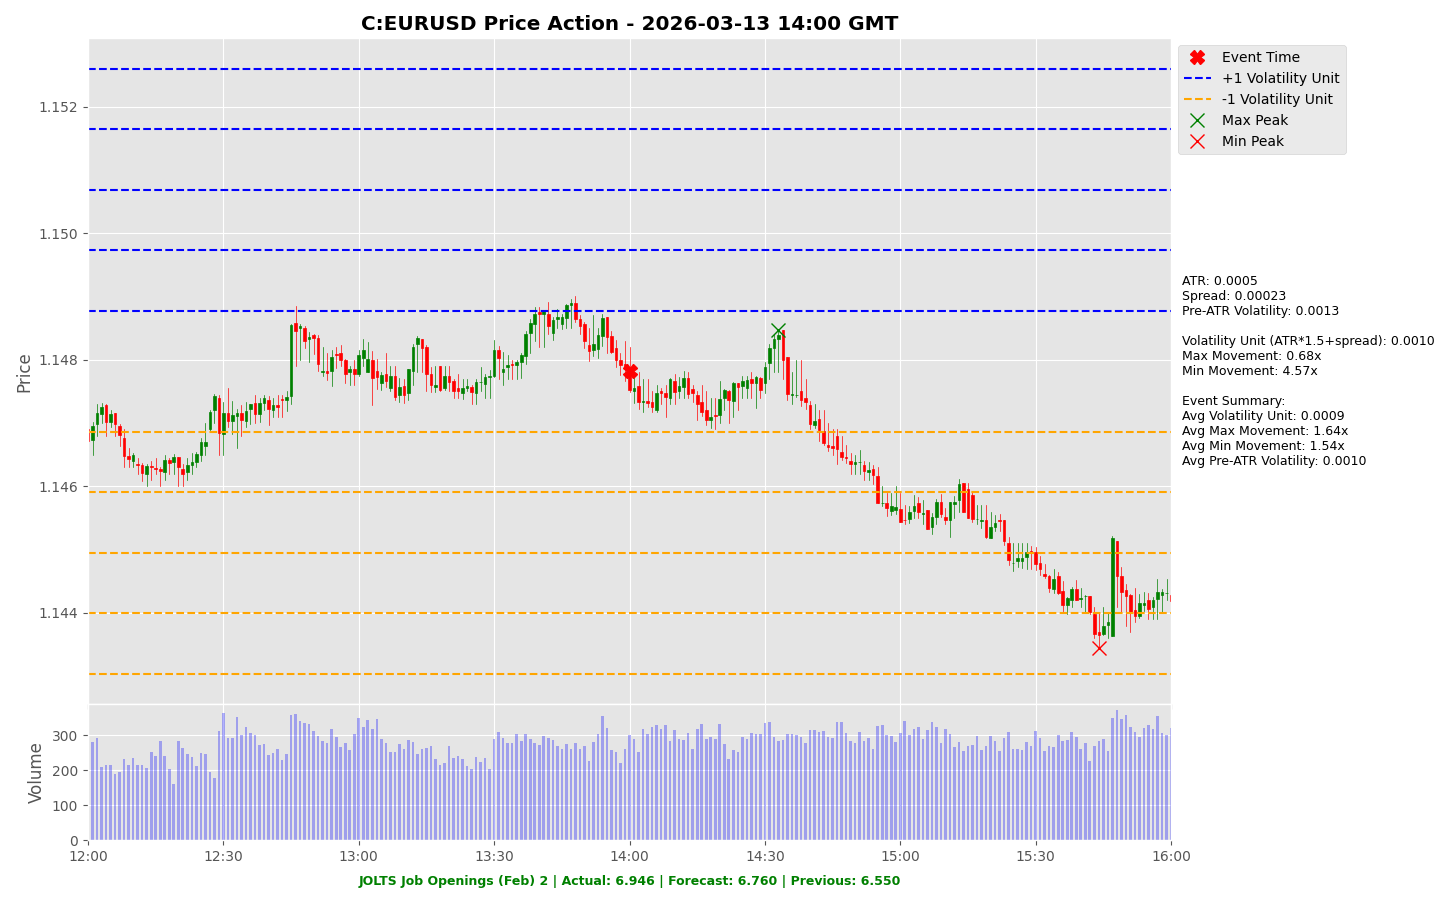 C:EURUSD Price Action - 2026-03-13 14:00 GMT
Event Time
+1 Volatility Unit
-1 Volatility Unit
Max Peak
Min Peak
Price
1.152
1.150
1.148
1.146
1.144
ATR: 0.0005
Spread: 0.00023
Pre-ATR Volatility: 0.0013
Volatility Unit (ATR*1.5+spread): 0.0010
Max Movement: 0.68x
Min Movement: 4.57x
Event Summary:
Avg Volatility Unit: 0.0009
Avg Max Movement: 1.64x
Avg Min Movement: 1.54x
Avg Pre-ATR Volatility: 0.0010
Volume
300
200
100
0
12:00 12:30 13:00 13:30 14:00 14:30 15:00 15:30 16:00
JOLTS Job Openings (Feb) 2 | Actual: 6.946 | Forecast: 6.760 | Previous: 6.550